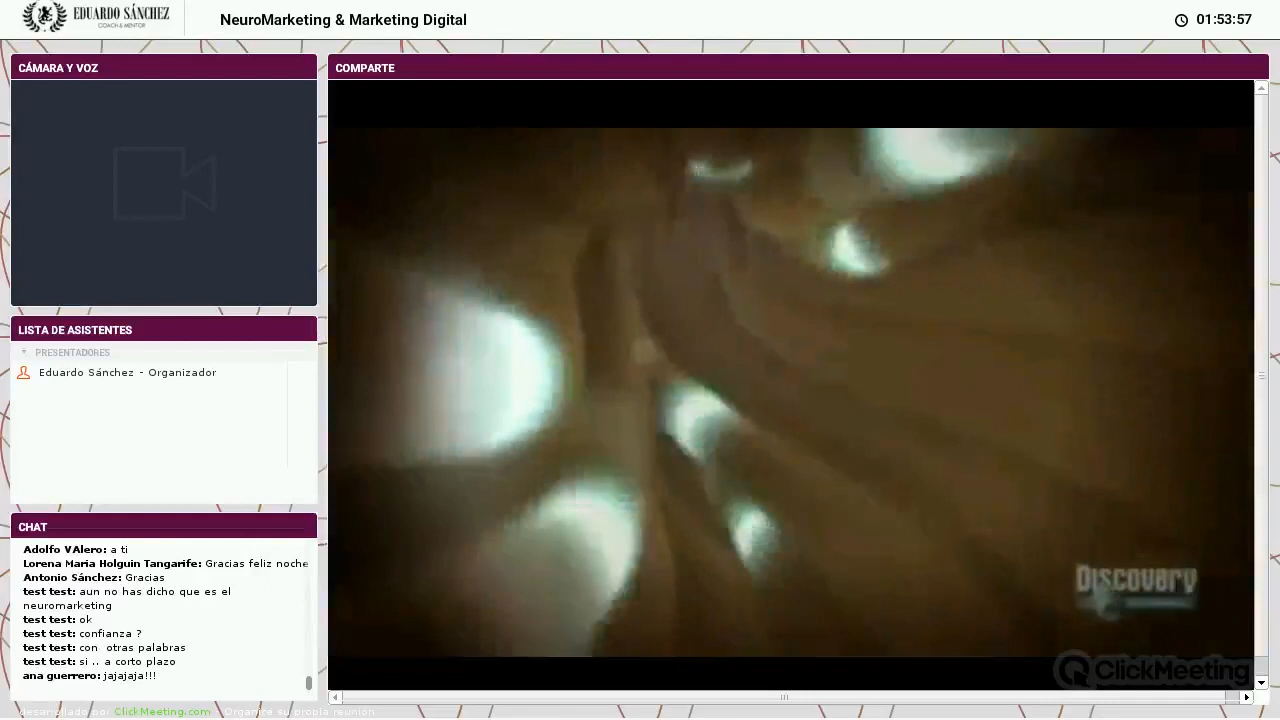 EDUARDO SÁNCHEZ
COACH & MENTOR
NeuroMarketing & Marketing Digital
01:53:57
CÁMARA Y VOZ
COMPARTE
LISTA DE ASISTENTES
PRESENTADORES
Eduardo Sánchez - Organizador
CHAT
Adolfo VAlero: a ti
Lorena Maria Holguin Tangarife: Gracias feliz noche
Antonio Sánchez: Gracias
test test: aun no has dicho que es el
neuromarketing
test test: ok
test test: confianza ?
test test: con otras palabras
test test: si .. a corto plazo
ana guerrero: jajajaja!!!
Discovery
ClickMeeting
desarrollado por ClickMeeting.com - Organice su propia reunión